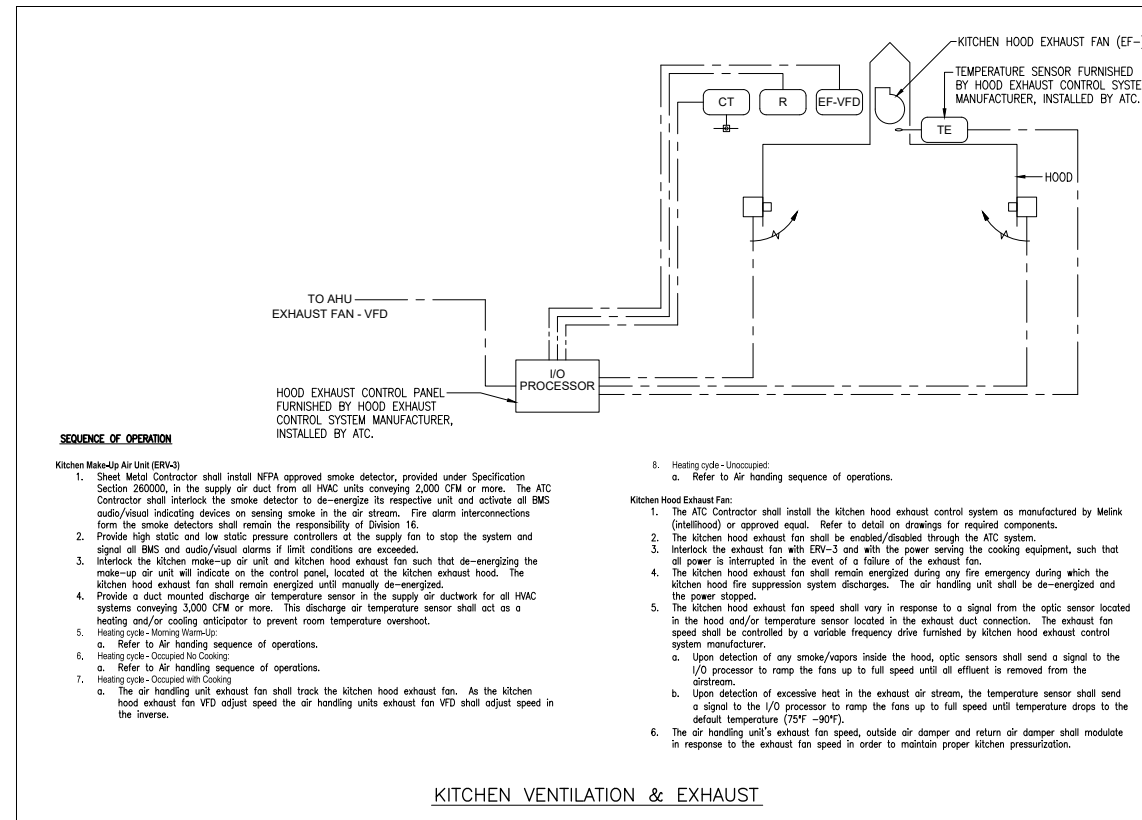 KITCHEN HOOD EXHAUST FAN (EF-
TEMPERATURE SENSOR FURNISHED
BY HOOD EXHAUST CONTROL SYSTE
MANUFACTURER, INSTALLED BY ATC.
CT
R
EF-VFD
TE
HOOD
TO AHU
EXHAUST FAN - VFD
I/O
PROCESSOR
HOOD EXHAUST CONTROL PANEL
FURNISHED BY HOOD EXHAUST
CONTROL SYSTEM MANUFACTURER,
INSTALLED BY ATC.
SEQUENCE OF OPERATION
Kitchen Make-Up Air Unit (ERV-3)
1. Sheet Metal Contractor shall install NFPA approved smoke detector, provided under Specification
Section 260000, in the supply air duct from all HVAC units conveying 2,000 CFM or more. The ATC
Contractor shall interlock the smoke detector to de-energize its respective unit and activate all BMS
audio/visual indicating devices on sensing smoke in the air stream. Fire alarm interconnections
form the smoke detectors shall remain the responsibility of Division 16.
2. Provide high static and low static pressure controllers at the supply fan to stop the system and
signal all BMS and audio/visual alarms if limit conditions are exceeded.
3. Interlock the kitchen make-up air unit and kitchen hood exhaust fan such that de-energizing the
make-up air unit will indicate on the control panel, located at the kitchen exhaust hood. The
kitchen hood exhaust fan shall remain energized until manually de-energized.
4. Provide a duct mounted discharge air temperature sensor in the supply air ductwork for all HVAC
systems conveying 3,000 CFM or more. This discharge air temperature sensor shall act as a
heating and/or cooling anticipator to prevent room temperature overshoot.
5. Heating cycle - Morning Warm-Up:
a. Refer to Air handing sequence of operations.
6. Heating cycle - Occupied No Cooking:
a. Refer to Air handling sequence of operations.
7. Heating cycle - Occupied with Cooking
a. The air handling unit exhaust fan shall track the kitchen hood exhaust fan. As the kitchen
hood exhaust fan VFD adjust speed the air handling units exhaust fan VFD shall adjust speed in
the inverse.
8. Heating cycle - Unoccupied:
a. Refer to Air handing sequence of operations.
Kitchen Hood Exhaust Fan:
1. The ATC Contractor shall install the kitchen hood exhaust control system as manufactured by Melink
(intellihood) or approved equal. Refer to detail on drawings for required components.
2. The kitchen hood exhaust fan shall be enabled/disabled through the ATC system.
3. Interlock the exhaust fan with ERV-3 and with the power serving the cooking equipment, such that
all power is interrupted in the event of a failure of the exhaust fan.
4. The kitchen hood exhaust fan shall remain energized during any fire emergency during which the
kitchen hood fire suppression system discharges. The air handling unit shall be de-energized and
the power stopped.
5. The kitchen hood exhaust fan speed shall vary in response to a signal from the optic sensor located
in the hood and/or temperature sensor located in the exhaust duct connection. The exhaust fan
speed shall be controlled by a variable frequency drive furnished by kitchen hood exhaust control
system manufacturer.
a. Upon detection of any smoke/vapors inside the hood, optic sensors shall send a signal to the
I/O processor to ramp the fans up to full speed until all effluent is removed from the
airstream.
b. Upon detection of excessive heat in the exhaust air stream, the temperature sensor shall send
a signal to the I/O processor to ramp the fans up to full speed until temperature drops to the
default temperature (75°F -90°F).
6. The air handling unit's exhaust fan speed, outside air damper and return air damper shall modulate
in response to the exhaust fan speed in order to maintain proper kitchen pressurization.
KITCHEN VENTILATION & EXHAUST